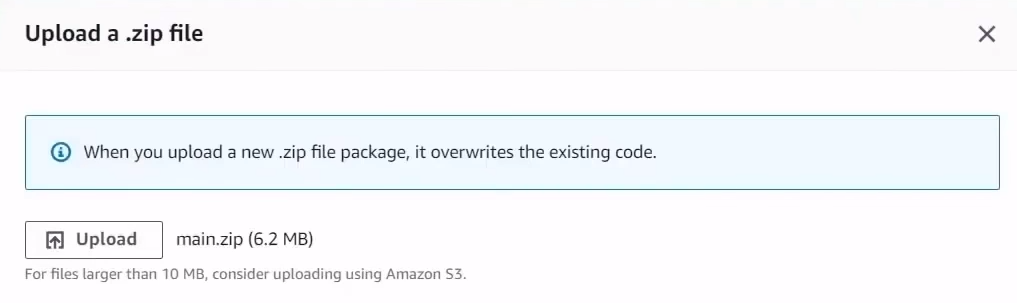 Upload a .zip file
When you upload a new .zip file package, it overwrites the existing code.
Upload main.zip (6.2 MB)
For files larger than 10 MB, consider uploading using Amazon S3.